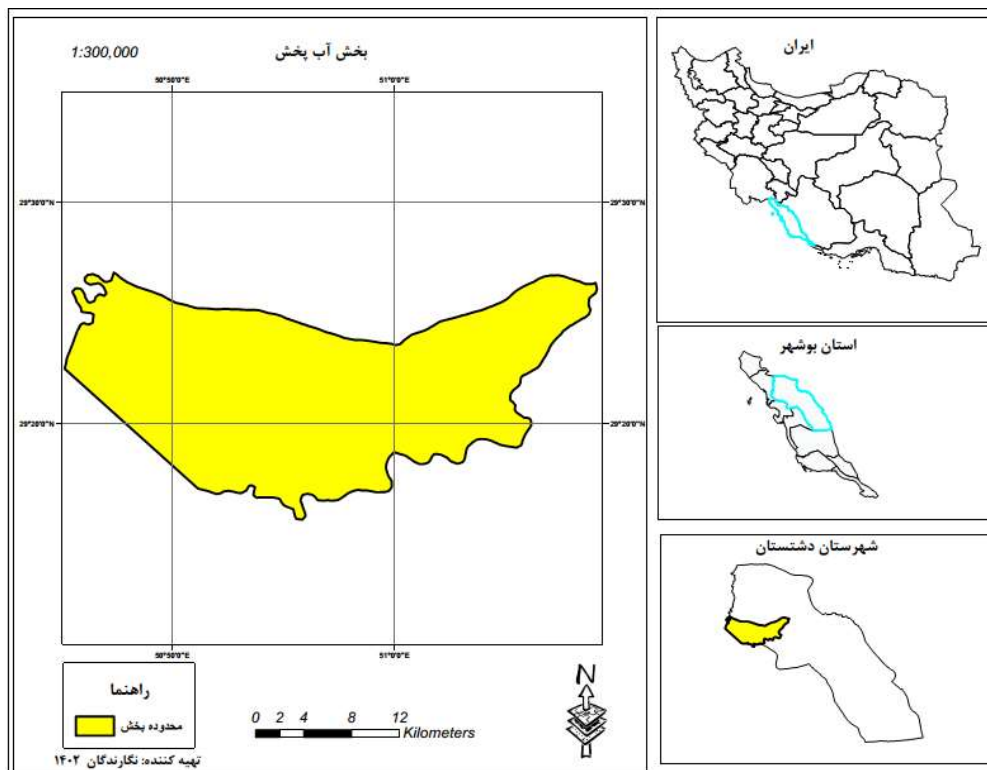 1:300,000
بخش آب پخش
50°50'0"E
51°0'0"E
29°30'0"N
29°30'0"N
29°20'0"N
29°20'0"N
50°50'0"E
51°0'0"E
راهنما
محدوده بخش
تهیه کننده: نگارندگان ۱۴۰۲
0 2 4 8 12
Kilometers
N
ایران
استان بوشهر
شهرستان دشتستان